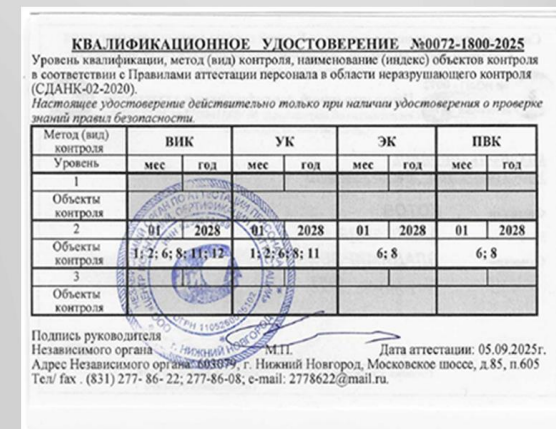 КВАЛИФИКАЦИОННОЕ УДОСТОВЕРЕНИЕ №0072-1800-2025
Уровень квалификации, метод (вид) контроля, наименование (индекс) объектов контроля
в соответствии с Правилами аттестации персонала в области неразрушающего контроля
(СДАНК-02-2020).
Настоящее удостоверение действительно только при наличии удостоверения о проверке
знаний правил безопасности.
Метод (вид) контроля ВИК УК ЭК ПВК
Уровень мес год мес год мес год мес год
1
Объекты контроля
2 01 2028 01 2028 01 2028 01 2028
Объекты контроля 1; 2; 6; 8; 11; 12 1; 2; 6; 8; 11 6; 8 6; 8
3
Объекты контроля
Подпись руководителя
Независимого органа М.П. Дата аттестации: 05.09.2025г.
Адрес Независимого органа: 603079, г. Нижний Новгород, Московское шоссе, д.85, п.605
Тел/ fax . (831) 277- 86- 22; 277-86-08; e-mail: 2778622@mail.ru.
г. НИЖНИЙ НОВГОРОД